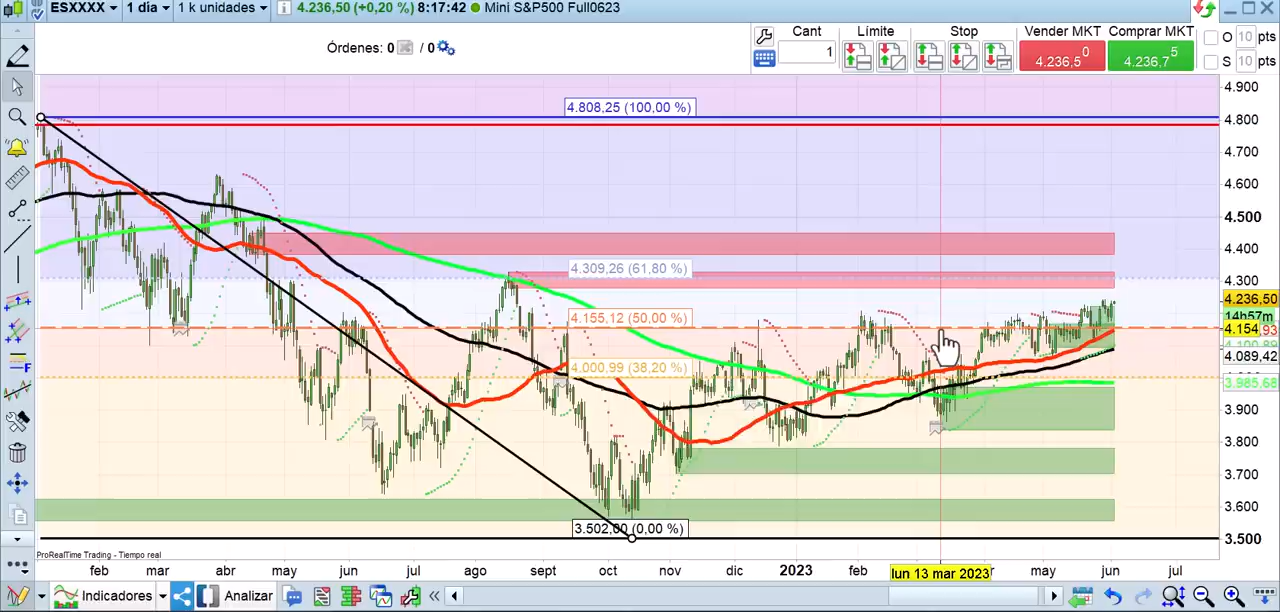 ESXXXX 1 día 1 k unidades 4.236,50 (+0,20 %) 8:17:42 Mini S&P500 Full0623
Órdenes: 0 / 0
Cant Límite Stop Vender MKT Comprar MKT O 10 pts
1 4.236,5 0 4.236,7 5 S 10 pts
4.900
4.808,25 (100,00 %)
4.800
4.700
4.600
4.500
4.400
4.309,26 (61,80 %)
4.300
4.236,50
4.155,12 (50,00 %)
14h57m
4.154,93
4.089,42
4.000,99 (38,20 %)
3.985,68
3.900
3.800
3.700
3.600
3.502,00 (0,00 %)
3.500
ProRealTime Trading - Tiempo real
feb mar abr may jun jul ago sept oct nov dic 2023 feb lun 13 mar 2023 may jun jul
Indicadores Analizar